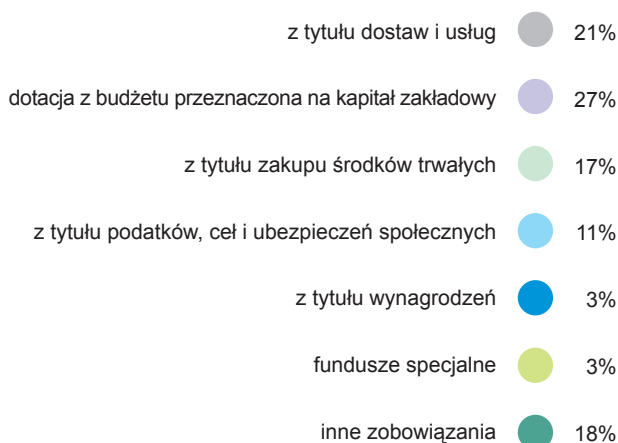 z tytułu dostaw i usług 21%
dotacja z budżetu przeznaczona na kapitał zakładowy 27%
z tytułu zakupu środków trwałych 17%
z tytułu podatków, ceł i ubezpieczeń społecznych 11%
z tytułu wynagrodzeń 3%
fundusze specjalne 3%
inne zobowiązania 18%